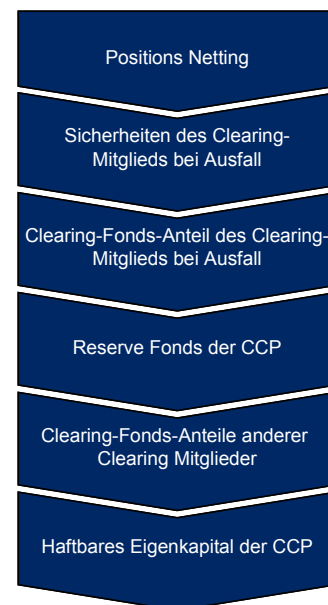 Positions Netting
Sicherheiten des Clearing-
Mitglieds bei Ausfall
Clearing-Fonds-Anteil des Clearing-
Mitglieds bei Ausfall
Reserve Fonds der CCP
Clearing-Fonds-Anteile anderer
Clearing Mitglieder
Haftbares Eigenkapital der CCP